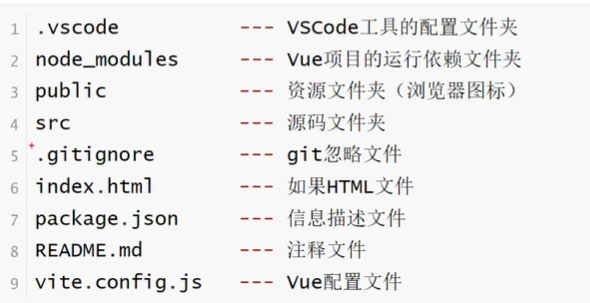 1 .vscode --- VSCode工具的配置文件夹
2 node_modules --- Vue项目的运行依赖文件夹
3 public --- 资源文件夹（浏览器图标）
4 src --- 源码文件夹
5 .gitignore --- git忽略文件
6 index.html --- 如果HTML文件
7 package.json --- 信息描述文件
8 README.md --- 注释文件
9 vite.config.js --- Vue配置文件